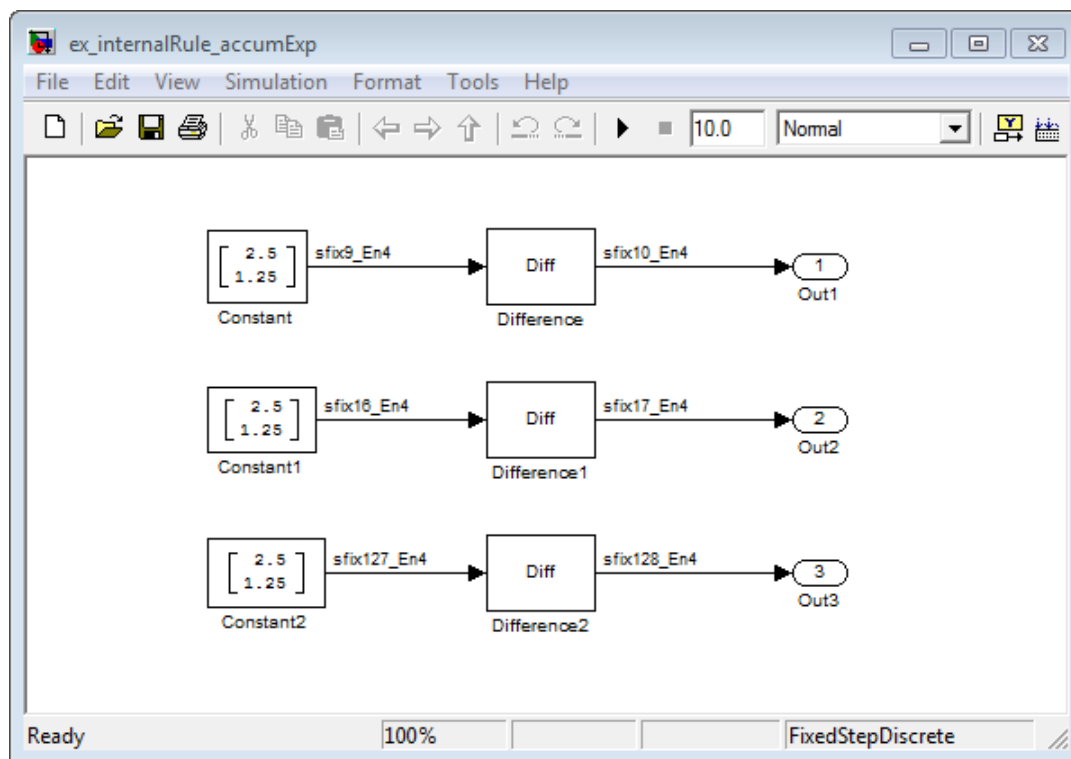 ex_internalRule_accumExp
File Edit View Simulation Format Tools Help
10.0 Normal
2.5
1.25
sfix9_En4
Diff
sfix10_En4
1
Constant
Difference
Out1
2.5
1.25
sfix16_En4
Diff
sfix17_En4
2
Constant1
Difference1
Out2
2.5
1.25
sfix127_En4
Diff
sfix128_En4
3
Constant2
Difference2
Out3
Ready 100% FixedStepDiscrete